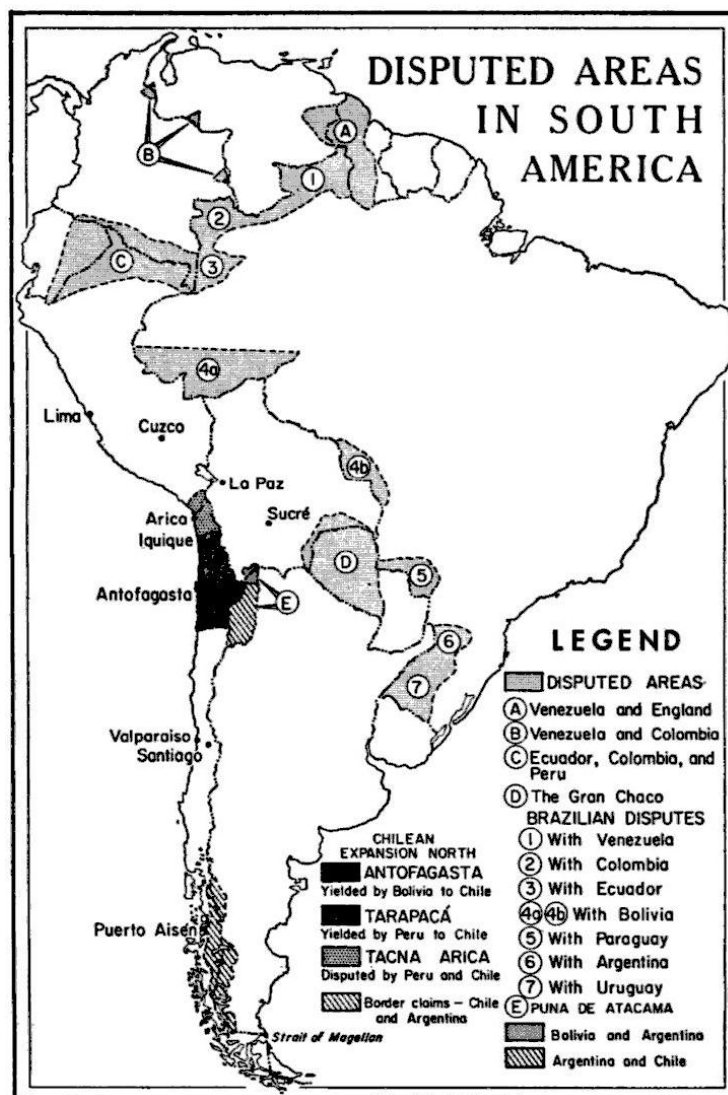 DISPUTED AREAS
IN SOUTH
AMERICA
A
B
1
2
C
3
4a
Lima
Cuzco
4b
La Paz
Arica
Sucré
Iquique
D
5
Antofagasta
E
6
7
Valparaiso
Santiago
Puerto Aisén
Strait of Magellan
CHILEAN
EXPANSION NORTH
ANTOFAGASTA
Yielded by Bolivia to Chile
TARAPACÁ
Yielded by Peru to Chile
TACNA ARICA
Disputed by Peru and Chile
Border claims – Chile
and Argentina
LEGEND
DISPUTED AREAS
A Venezuela and England
B Venezuela and Colombia
C Ecuador, Colombia, and
Peru
D The Gran Chaco
BRAZILIAN DISPUTES
1 With Venezuela
2 With Colombia
3 With Ecuador
4a 4b With Bolivia
5 With Paraguay
6 With Argentina
7 With Uruguay
E PUNA DE ATACAMA
Bolivia and Argentina
Argentina and Chile